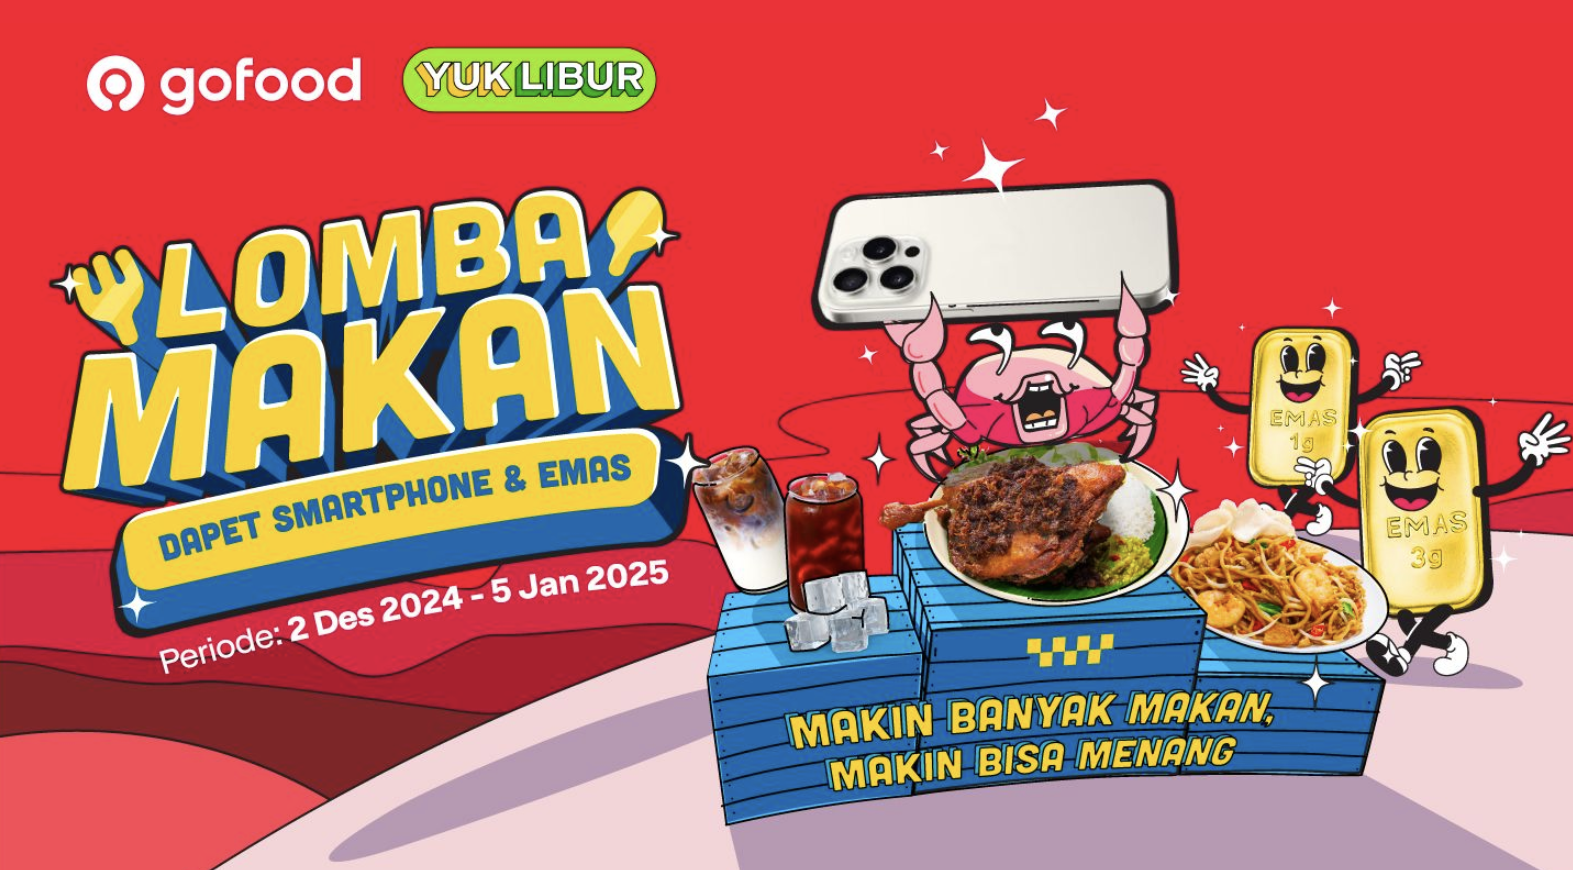 gofood
YUK LIBUR
LOMBA
MAKAN
DAPET SMARTPHONE & EMAS
Periode: 2 Des 2024 - 5 Jan 2025
EMAS
1g
EMAS
3g
MAKIN BANYAK MAKAN,
MAKIN BISA MENANG